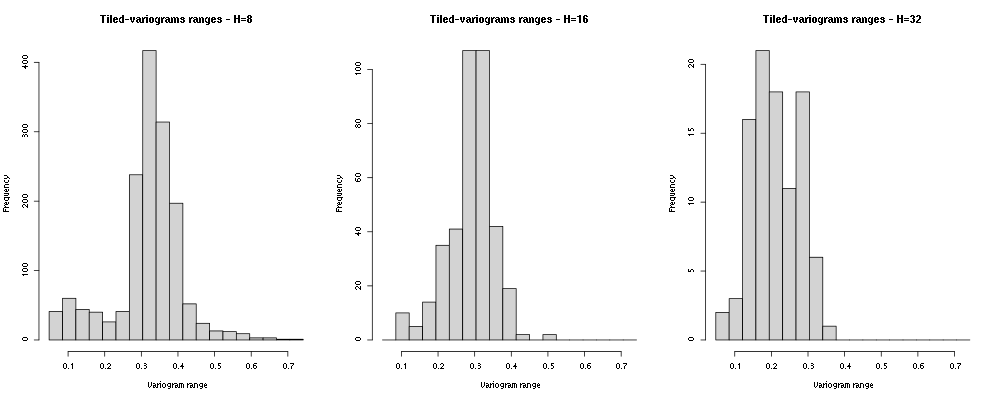 Tiled-variograms ranges - H=8
Tiled-variograms ranges - H=16
Tiled-variograms ranges - H=32
Frequency
0
100
200
300
400
0.1 0.2 0.3 0.4 0.5 0.6 0.7
Variogram range
Frequency
0
20
40
60
80
100
0.1 0.2 0.3 0.4 0.5 0.6 0.7
Variogram range
Frequency
0
5
10
15
20
0.1 0.2 0.3 0.4 0.5 0.6 0.7
Variogram range